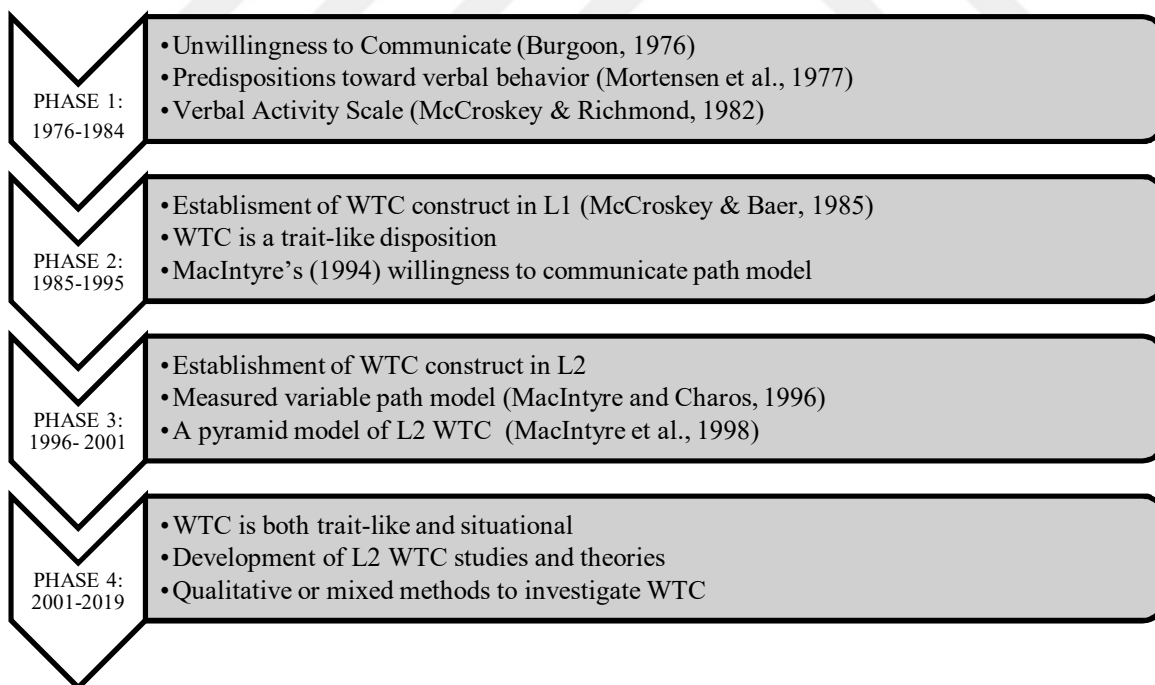 PHASE 1:
1976-1984
•Unwillingness to Communicate (Burgoon, 1976)
•Predispositions toward verbal behavior (Mortensen et al., 1977)
•Verbal Activity Scale (McCroskey & Richmond, 1982)
PHASE 2:
1985-1995
•Establisment of WTC construct in L1 (McCroskey & Baer, 1985)
•WTC is a trait-like disposition
•MacIntyre’s (1994) willingness to communicate path model
PHASE 3:
1996- 2001
•Establishment of WTC construct in L2
•Measured variable path model (MacIntyre and Charos, 1996)
•A pyramid model of L2 WTC (MacIntyre et al., 1998)
PHASE 4:
2001-2019
•WTC is both trait-like and situational
•Development of L2 WTC studies and theories
•Qualitative or mixed methods to investigate WTC